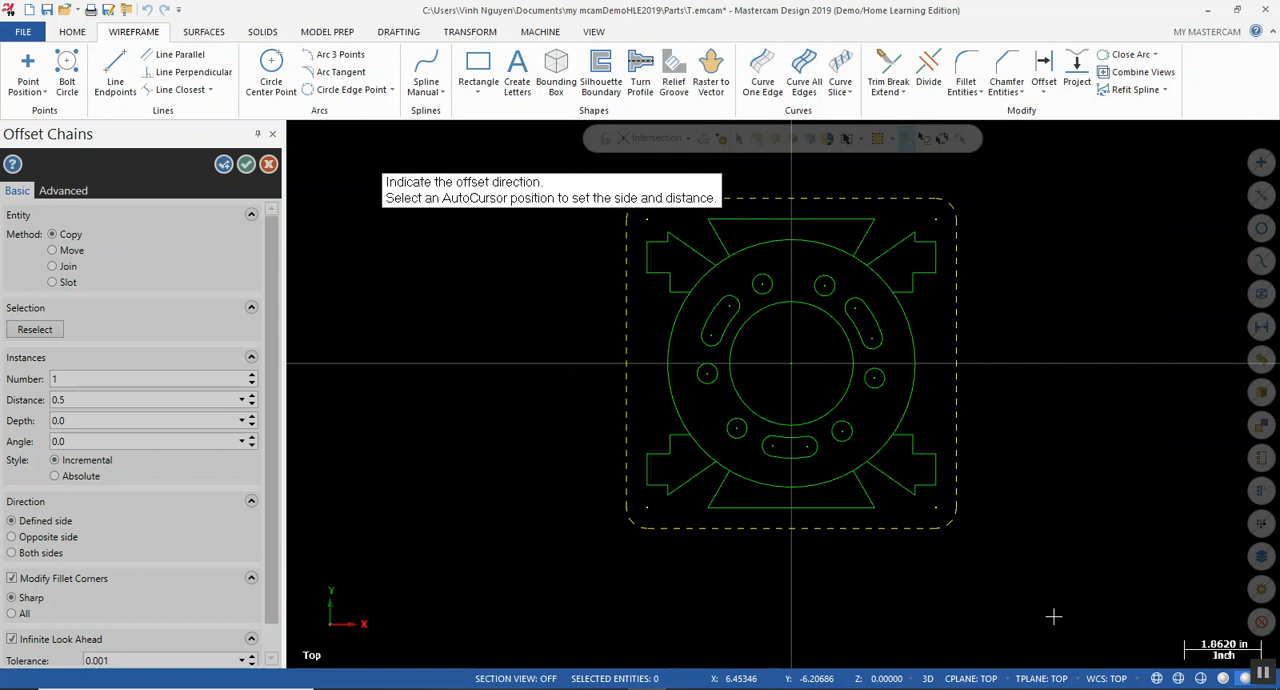 C:\Users\Vinh Nguyen\Documents\my mcamDemoHLE2019\Parts\T.emcam* - Mastercam Design 2019 (Demo/Home Learning Edition)
FILE HOME WIREFRAME SURFACES SOLIDS MODEL PREP DRAFTING TRANSFORM MACHINE VIEW MY MASTERCAM
Point Position
Bolt Circle
Points
Line Endpoints
Line Parallel
Line Perpendicular
Line Closest
Lines
Circle Center Point
Arc 3 Points
Arc Tangent
Circle Edge Point
Arcs
Spline Manual
Splines
Rectangle
Create Letters
Bounding Box
Silhouette Boundary
Turn Profile
Relief Groove
Raster to Vector
Shapes
Curve One Edge
Curve All Edges
Curve Slice
Curves
Trim Break Extend
Divide
Fillet Entities
Chamfer Entities
Offset
Project
Close Arc
Combine Views
Refit Spline
Modify
Offset Chains
Basic Advanced
Entity
Method: Copy
Move
Join
Slot
Selection
Reselect
Instances
Number: 1
Distance: 0.5
Depth: 0.0
Angle: 0.0
Style: Incremental
Absolute
Direction
Defined side
Opposite side
Both sides
Modify Fillet Corners
Sharp
All
Infinite Look Ahead
Tolerance: 0.001
Intersection
Indicate the offset direction.
Select an AutoCursor position to set the side and distance.
Y
X
Top
1.8620 in
Inch
SECTION VIEW: OFF SELECTED ENTITIES: 0 X: 6.45346 Y: -6.20686 Z: 0.00000 3D CPLANE: TOP TPLANE: TOP WCS: TOP